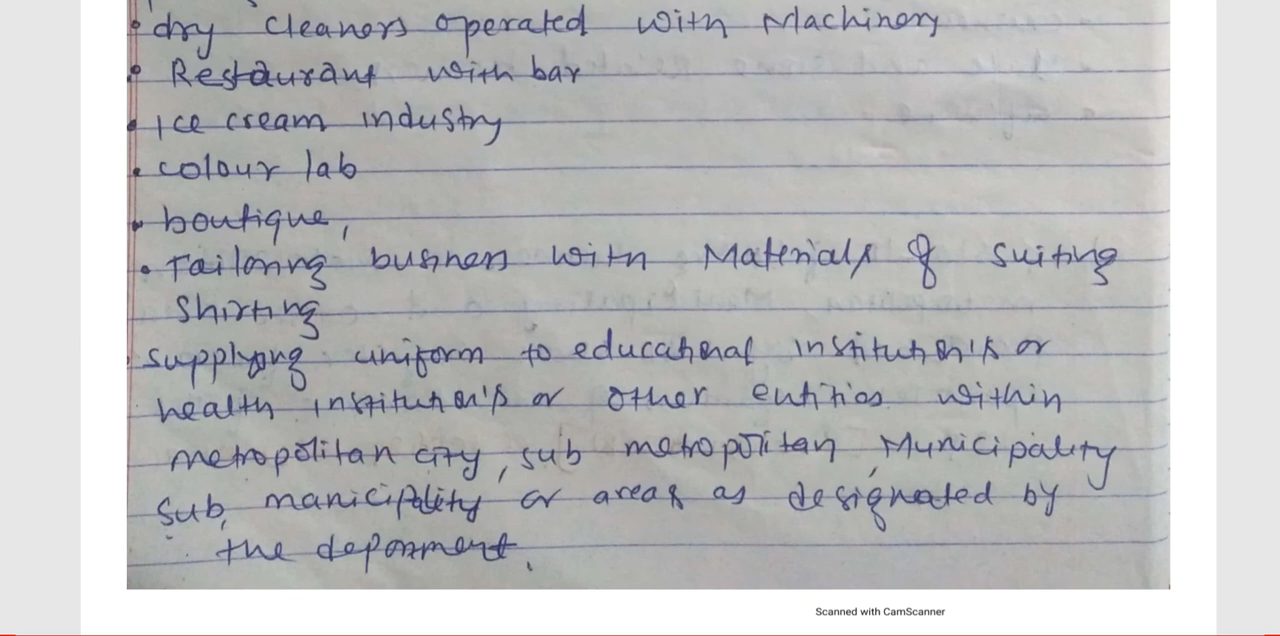 • dry cleaners operated with Machinery
• Restaurant with bar
• Ice cream industry
• colour lab
• boutique,
• Tailoring business with Materials of suiting
shirting
supplying uniform to educational institution's or
health institution's or other entities within
metropolitan city, sub metropolitan, Municipality
sub, manicipality or areas as designated by
the deparment.
Scanned with CamScanner